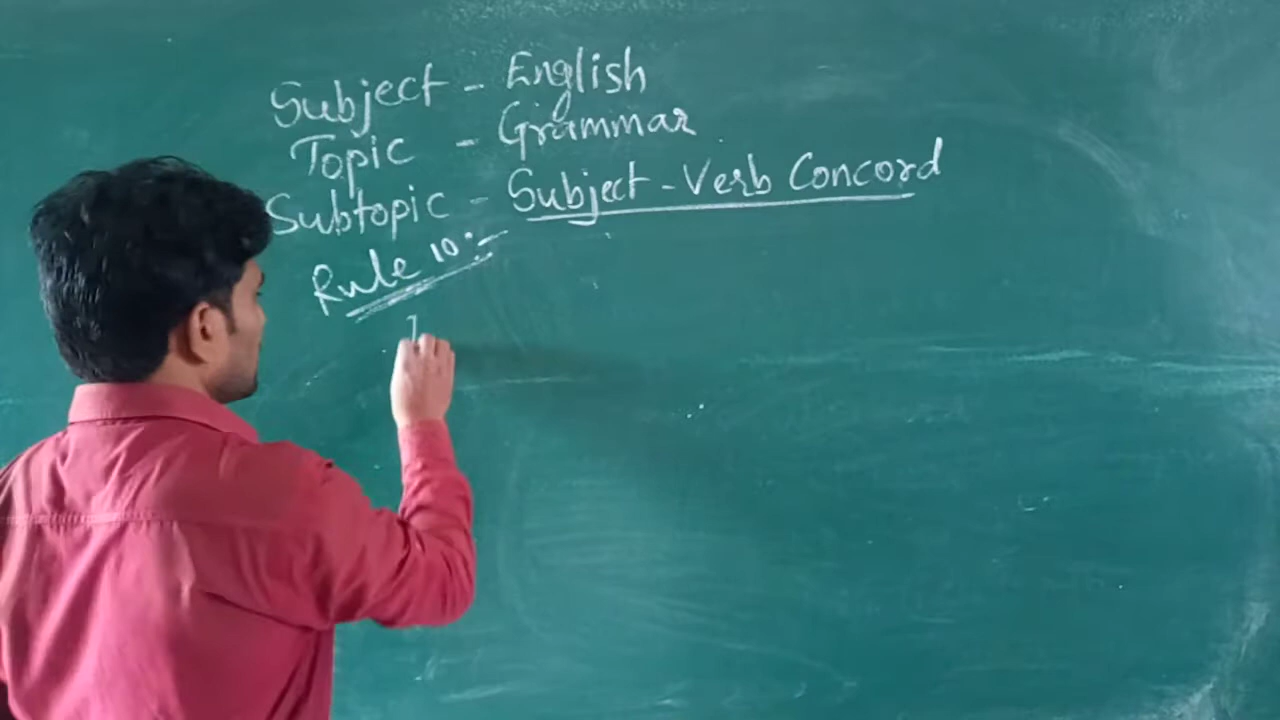 Subject - English
Topic - Grammar
Subtopic - Subject-Verb Concord
Rule 10:-